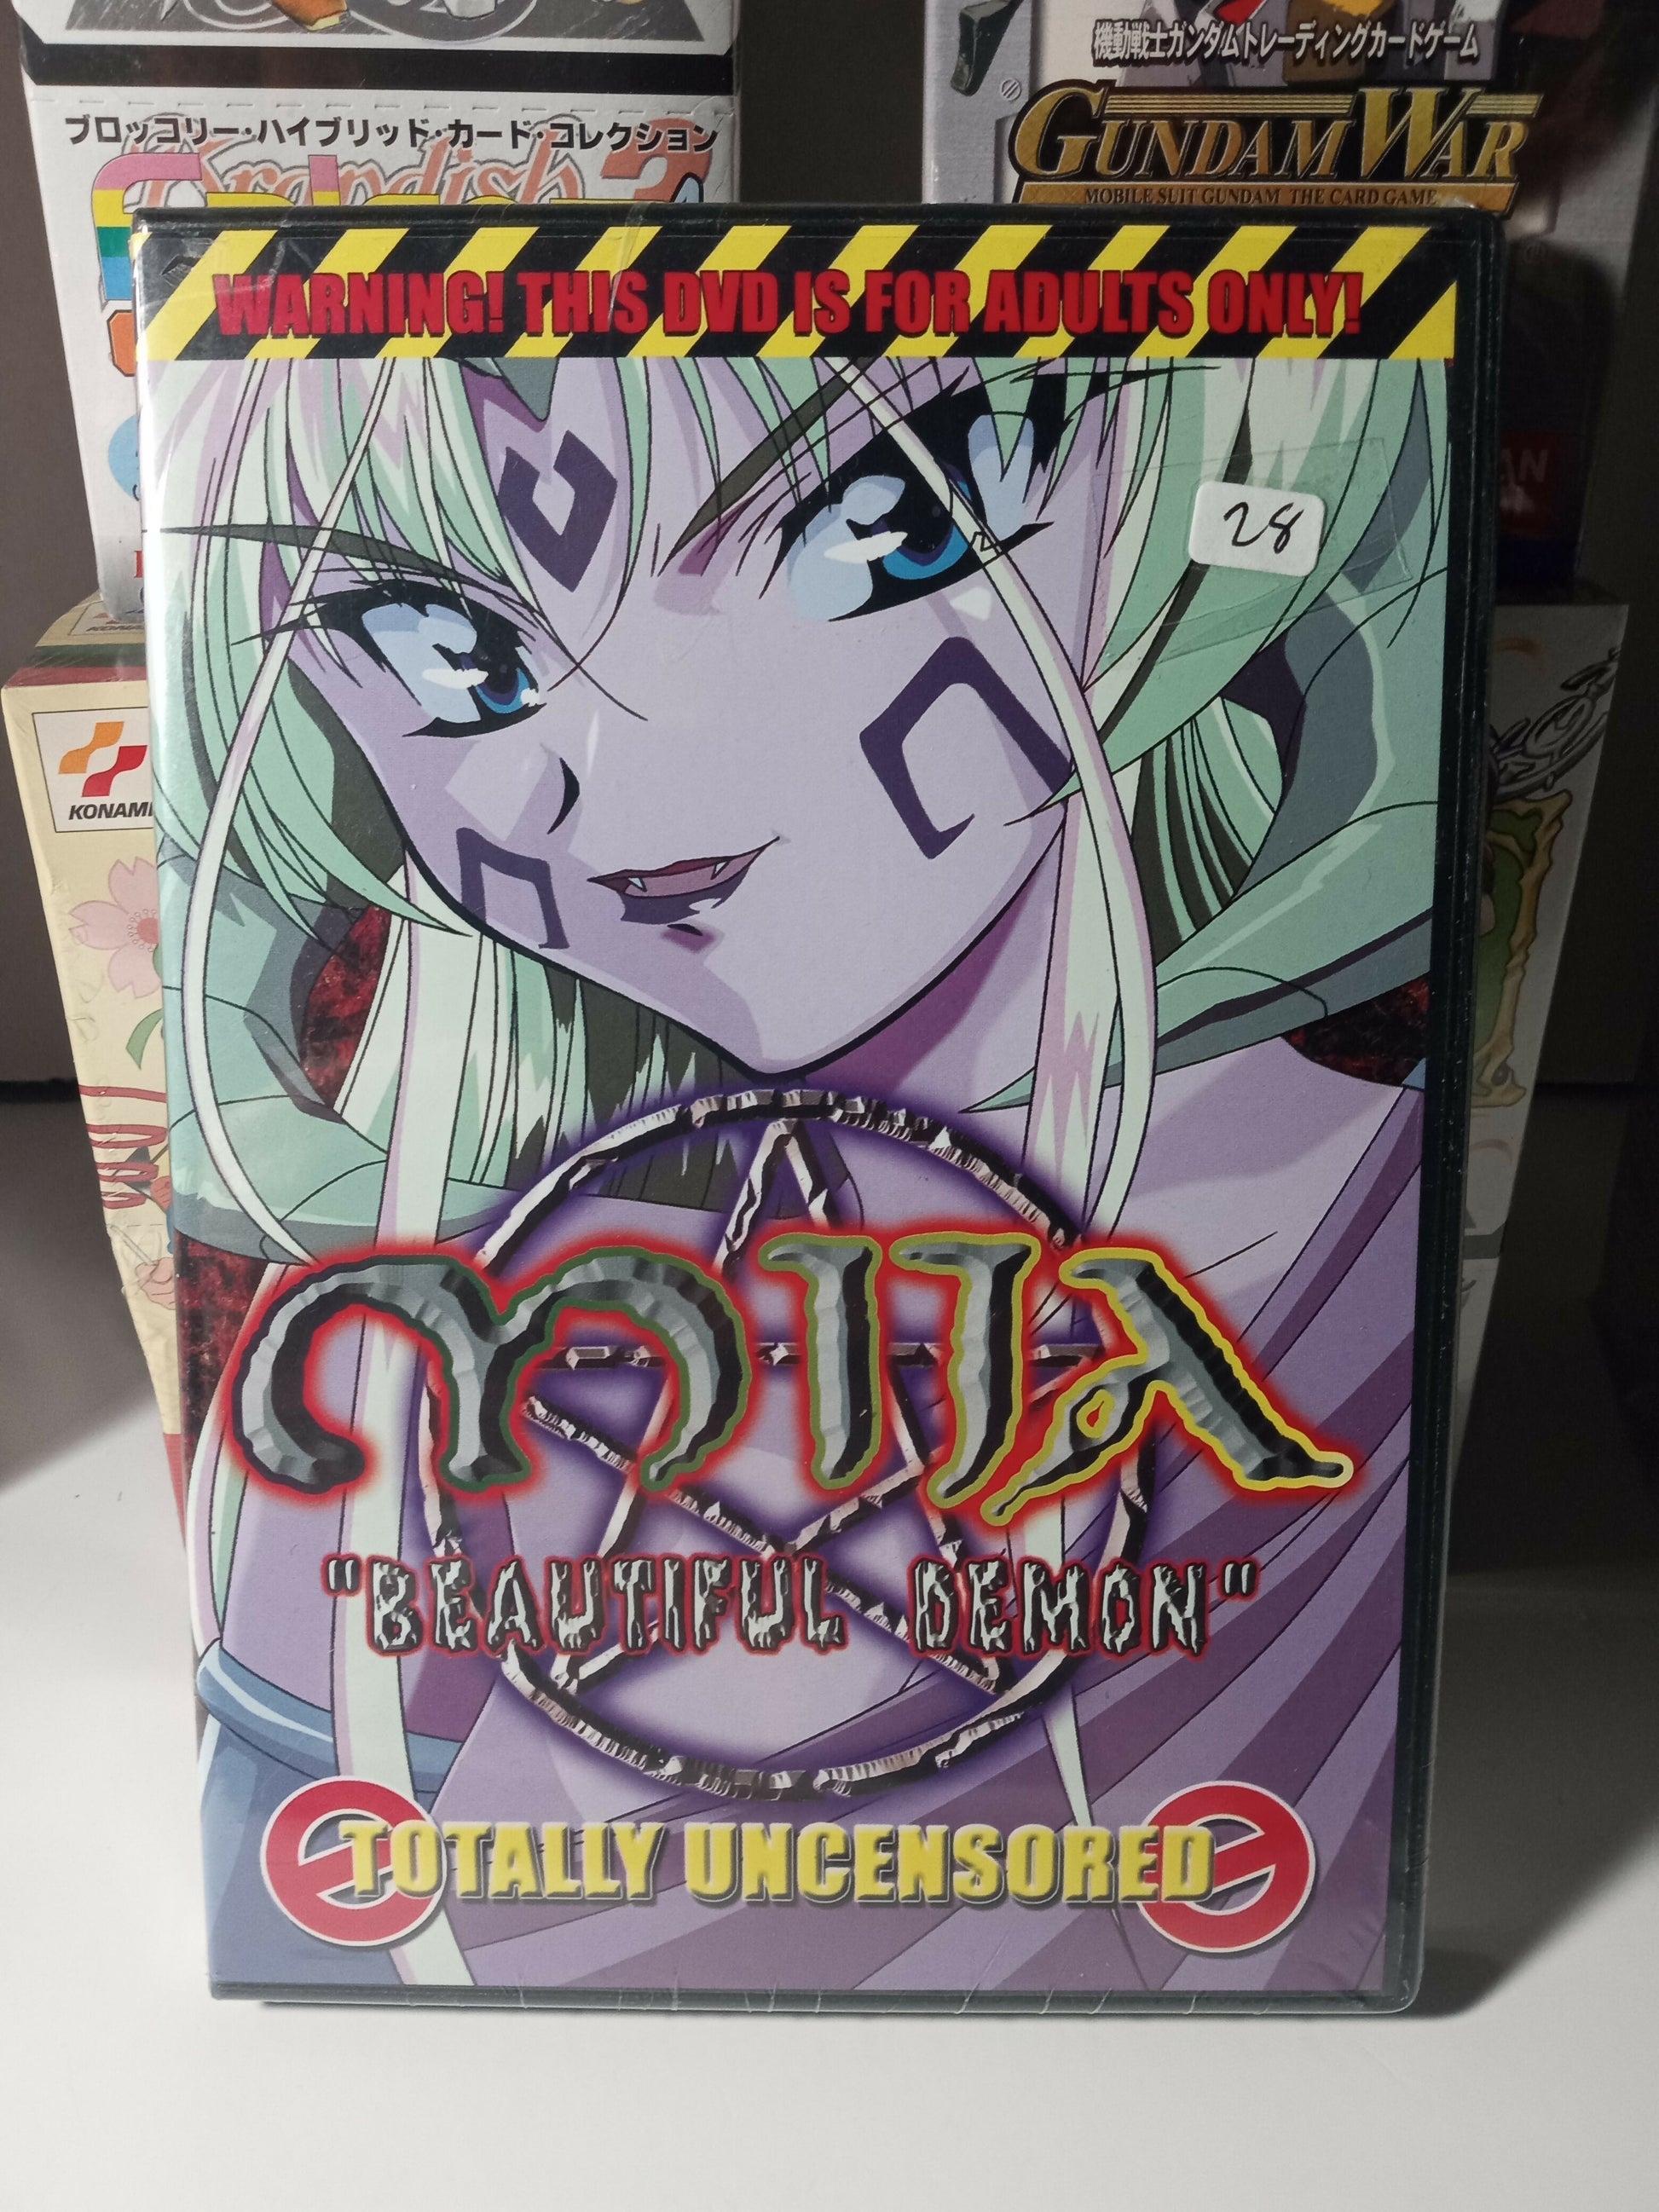 機動戦士ガンダムトレーディングカードゲーム
ブロッコリー・ハイブリッド・カード・コレクション
GUNDAM WAR
MOBILE SUIT GUNDAM THE CARD GAME
WARNING! THIS DVD IS FOR ADULTS ONLY!
28
KONAMI
MIJA
"BEAUTIFUL DEMON"
TOTALLY UNCENSORED